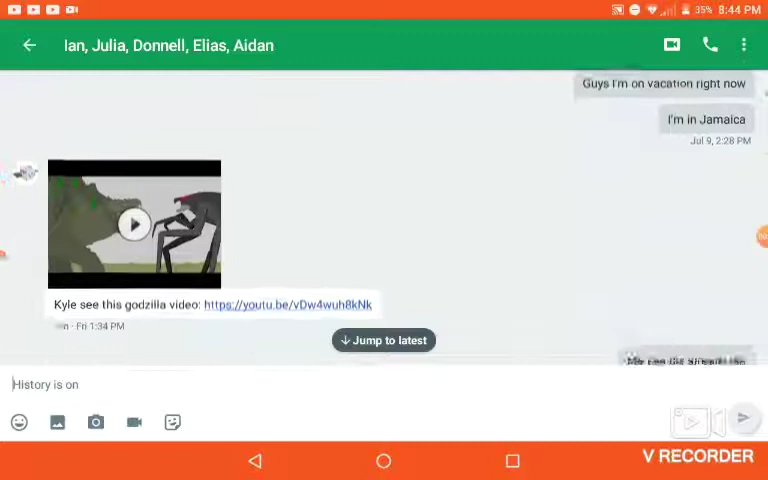 35% 8:44 PM
Ian, Julia, Donnell, Elias, Aidan
Guys I'm on vacation right now
I'm in Jamaica
Jul 9, 2:28 PM
Kyle see this godzilla video: https://youtu.be/vDw4wuh8kNk
Fri 1:34 PM
Jump to latest
History is on
V RECORDER